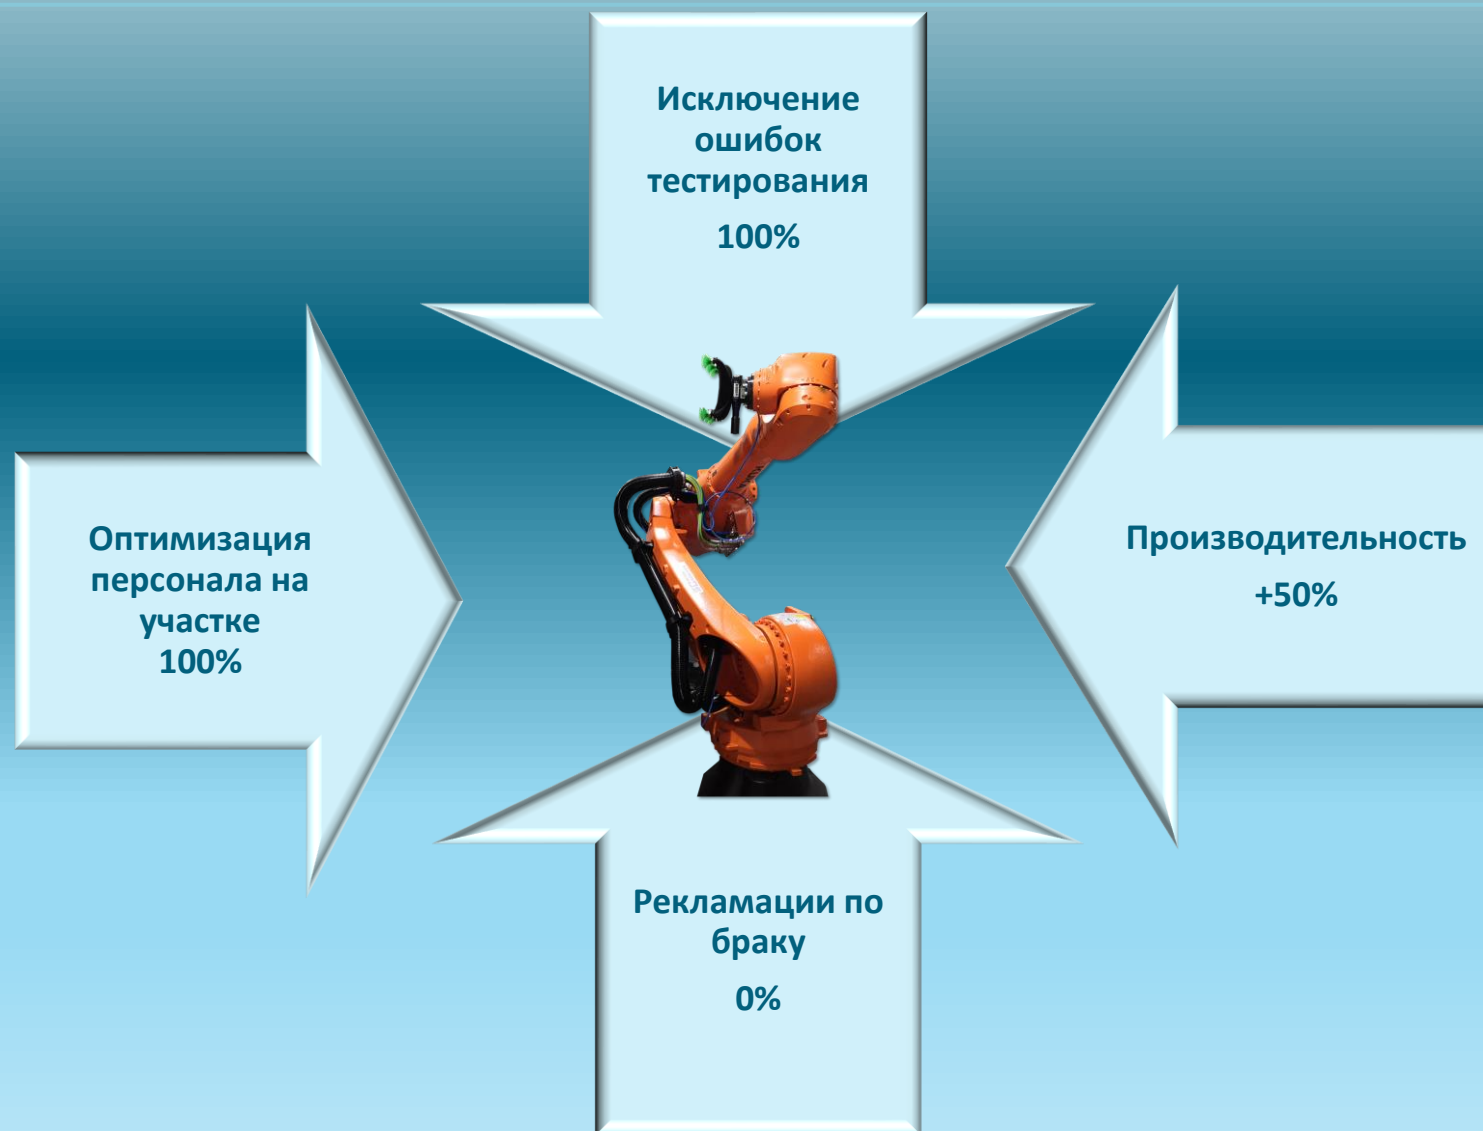 Исключение
ошибок
тестирования
100%
Оптимизация
персонала на
участке
100%
Производительность
+50%
Рекламации по
браку
0%